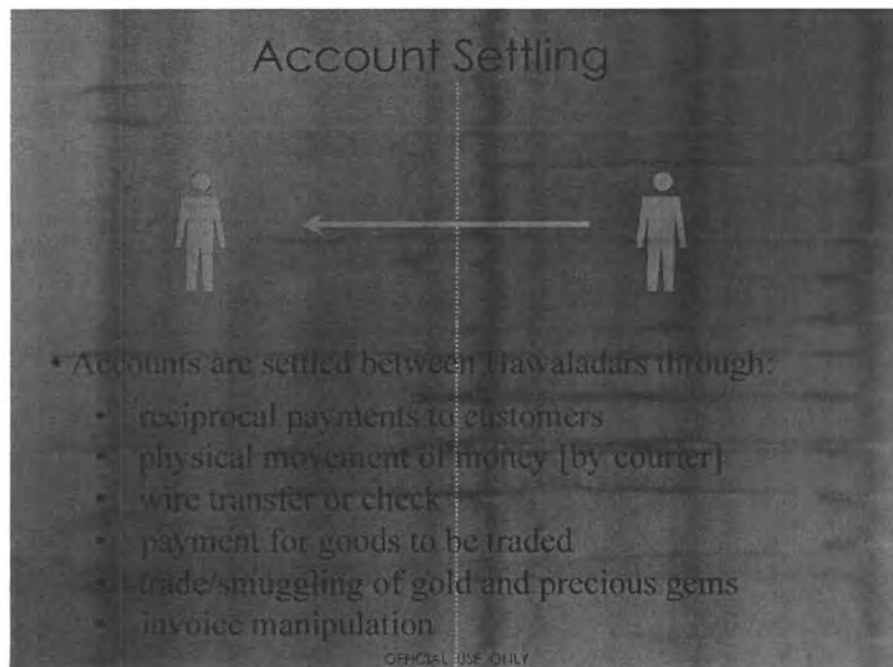 Account Settling
• Accounts are settled between Hawaladars through:
• reciprocal payments to customers
• physical movement of money [by courier]
• wire transfer or check
• payment for goods to be traded
• trade/smuggling of gold and precious gems
• invoice manipulation
OFFICIAL USE ONLY